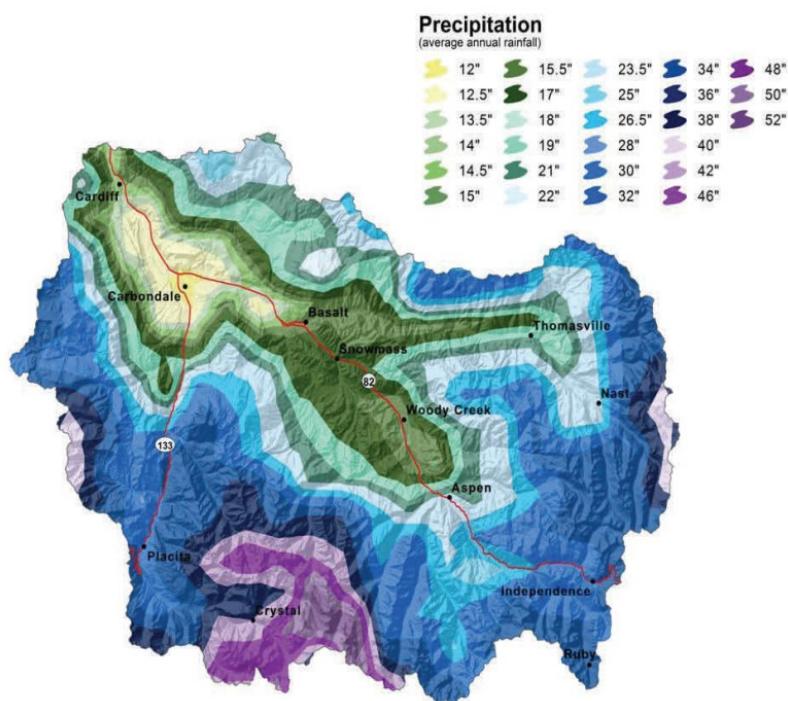 Precipitation
(average annual rainfall)
12" 15.5" 23.5" 34" 48"
12.5" 17" 25" 36" 50"
13.5" 18" 26.5" 38" 52"
14" 19" 28" 40"
14.5" 21" 30" 42"
15" 22" 32" 46"
Cardiff
Carbondale
Basalt
Thomasville
Snowmass
82
Nast
Woody Creek
133
Aspen
Placita
Independence
Crystal
Ruby